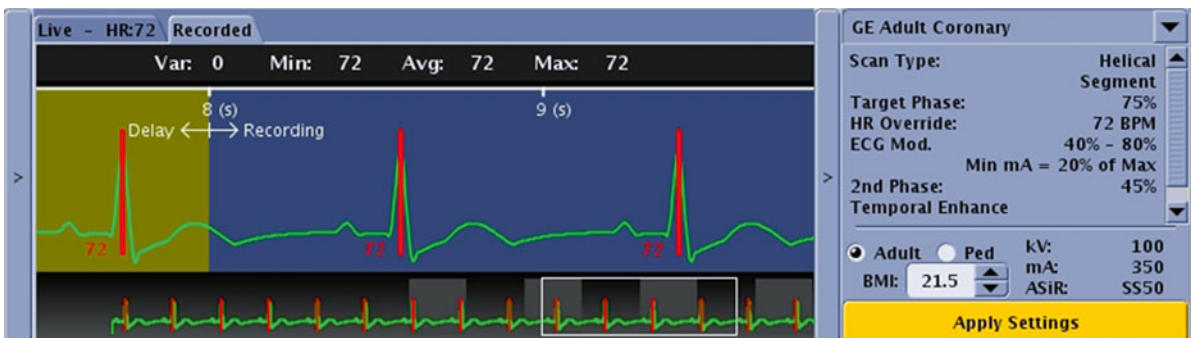 Live - HR:72 Recorded
Var: 0 Min: 72 Avg: 72 Max: 72
8 (s) 9 (s)
Delay Recording
72 72 72
GE Adult Coronary
Scan Type: Helical
Segment
Target Phase: 75%
HR Override: 72 BPM
ECG Mod. 40% - 80%
Min mA = 20% of Max
2nd Phase: 45%
Temporal Enhance
Adult Ped kV: 100
mA: 350
BMI: 21.5 ASiR: SS50
Apply Settings